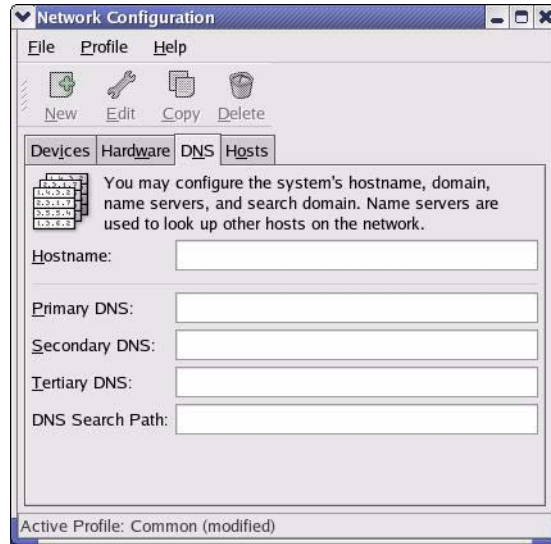 Network Configuration
File Profile Help
New Edit Copy Delete
Devices Hardware DNS Hosts
You may configure the system's hostname, domain,
name servers, and search domain. Name servers are
used to look up other hosts on the network.
Hostname:
Primary DNS:
Secondary DNS:
Tertiary DNS:
DNS Search Path:
Active Profile: Common (modified)